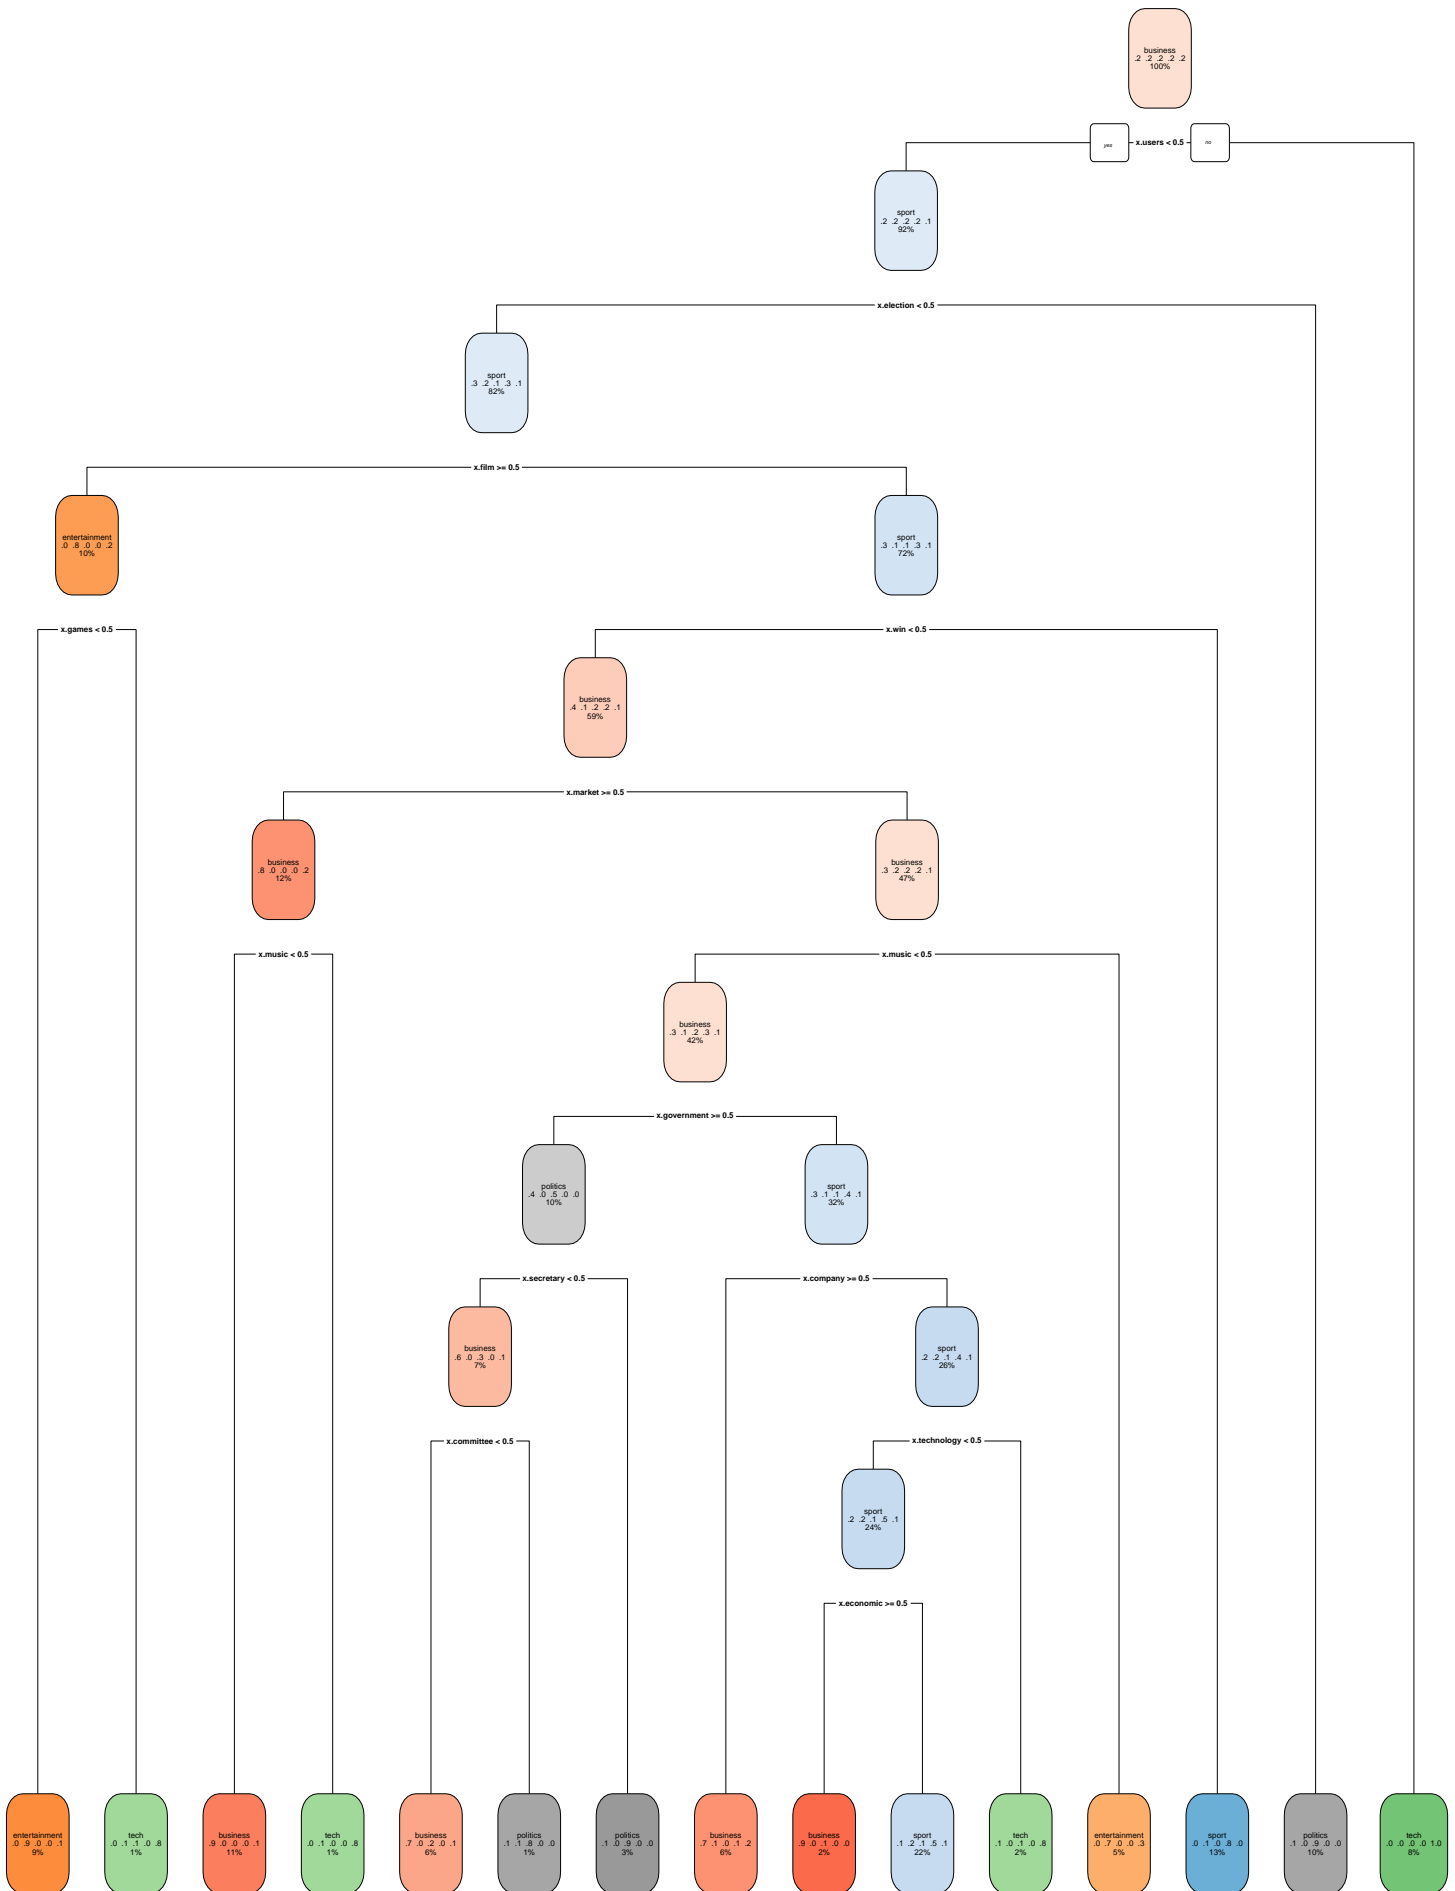 business
.2 .2 .2 .2 .2
100%
yes
x.users < 0.5
no
sport
.2 .2 .2 .2 .1
92%
x.election < 0.5
sport
.3 .2 .1 .3 .1
82%
x.film >= 0.5
entertainment
.0 .8 .0 .0 .2
10%
sport
.3 .1 .1 .3 .1
72%
x.games < 0.5
x.win < 0.5
business
.4 .1 .2 .2 .1
59%
x.market >= 0.5
business
.8 .0 .0 .0 .2
12%
business
.3 .2 .2 .2 .1
47%
x.music < 0.5
x.music < 0.5
business
.3 .1 .2 .3 .1
42%
x.government >= 0.5
politics
.4 .0 .5 .0 .0
10%
sport
.3 .1 .1 .4 .1
32%
x.secretary < 0.5
x.company >= 0.5
business
.6 .0 .3 .0 .1
7%
sport
.2 .2 .1 .4 .1
26%
x.committee < 0.5
x.technology < 0.5
sport
.2 .2 .1 .5 .1
24%
x.economic >= 0.5
entertainment
.0 .9 .0 .0 .1
9%
tech
.0 .1 .1 .0 .8
1%
business
.9 .0 .0 .0 .1
11%
tech
.0 .1 .0 .0 .8
1%
business
.7 .0 .2 .0 .1
6%
politics
.1 .1 .8 .0 .0
1%
politics
.1 .0 .9 .0 .0
3%
business
.7 .1 .0 .1 .2
6%
business
.9 .0 .1 .0 .0
2%
sport
.1 .2 .1 .5 .1
22%
tech
.1 .0 .1 .0 .8
2%
entertainment
.0 .7 .0 .0 .3
5%
sport
.0 .1 .0 .8 .0
13%
politics
.1 .0 .9 .0 .0
10%
tech
.0 .0 .0 .0 1.0
8%